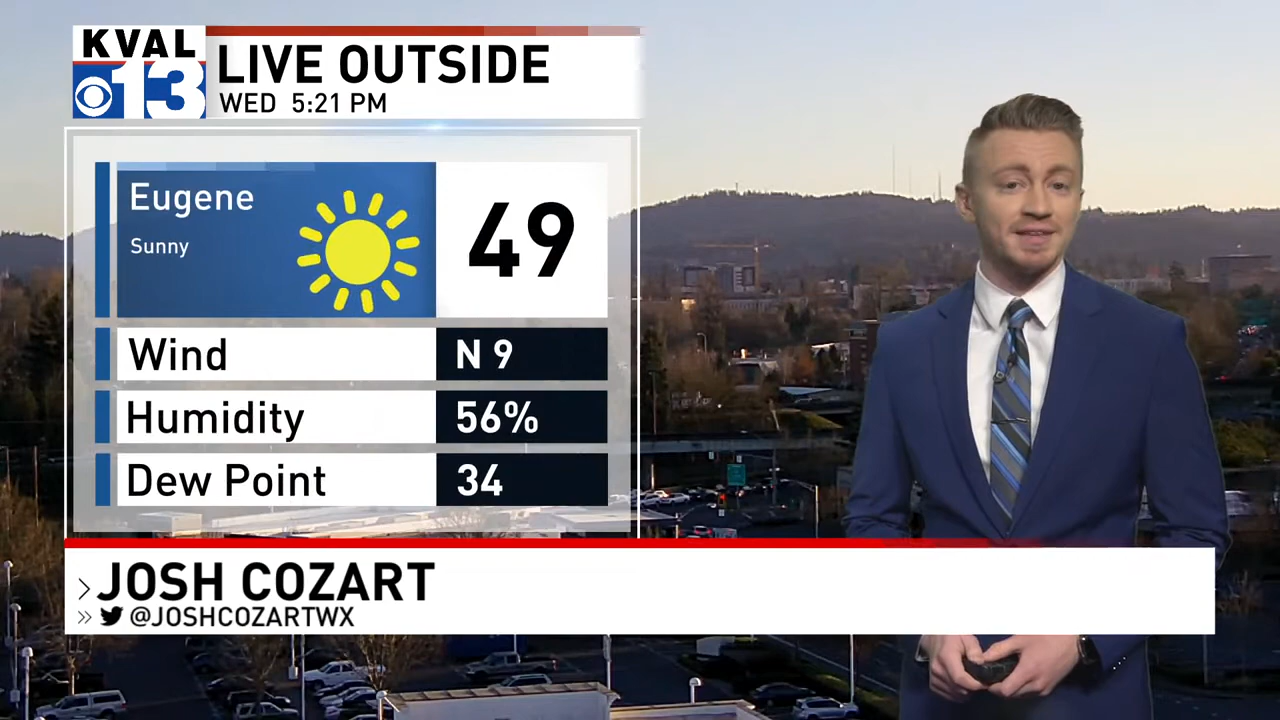 KVAL
13
LIVE OUTSIDE
WED 5:21 PM
Eugene
Sunny
49
Wind N 9
Humidity 56%
Dew Point 34
JOSH COZART
@JOSHCOZARTWX